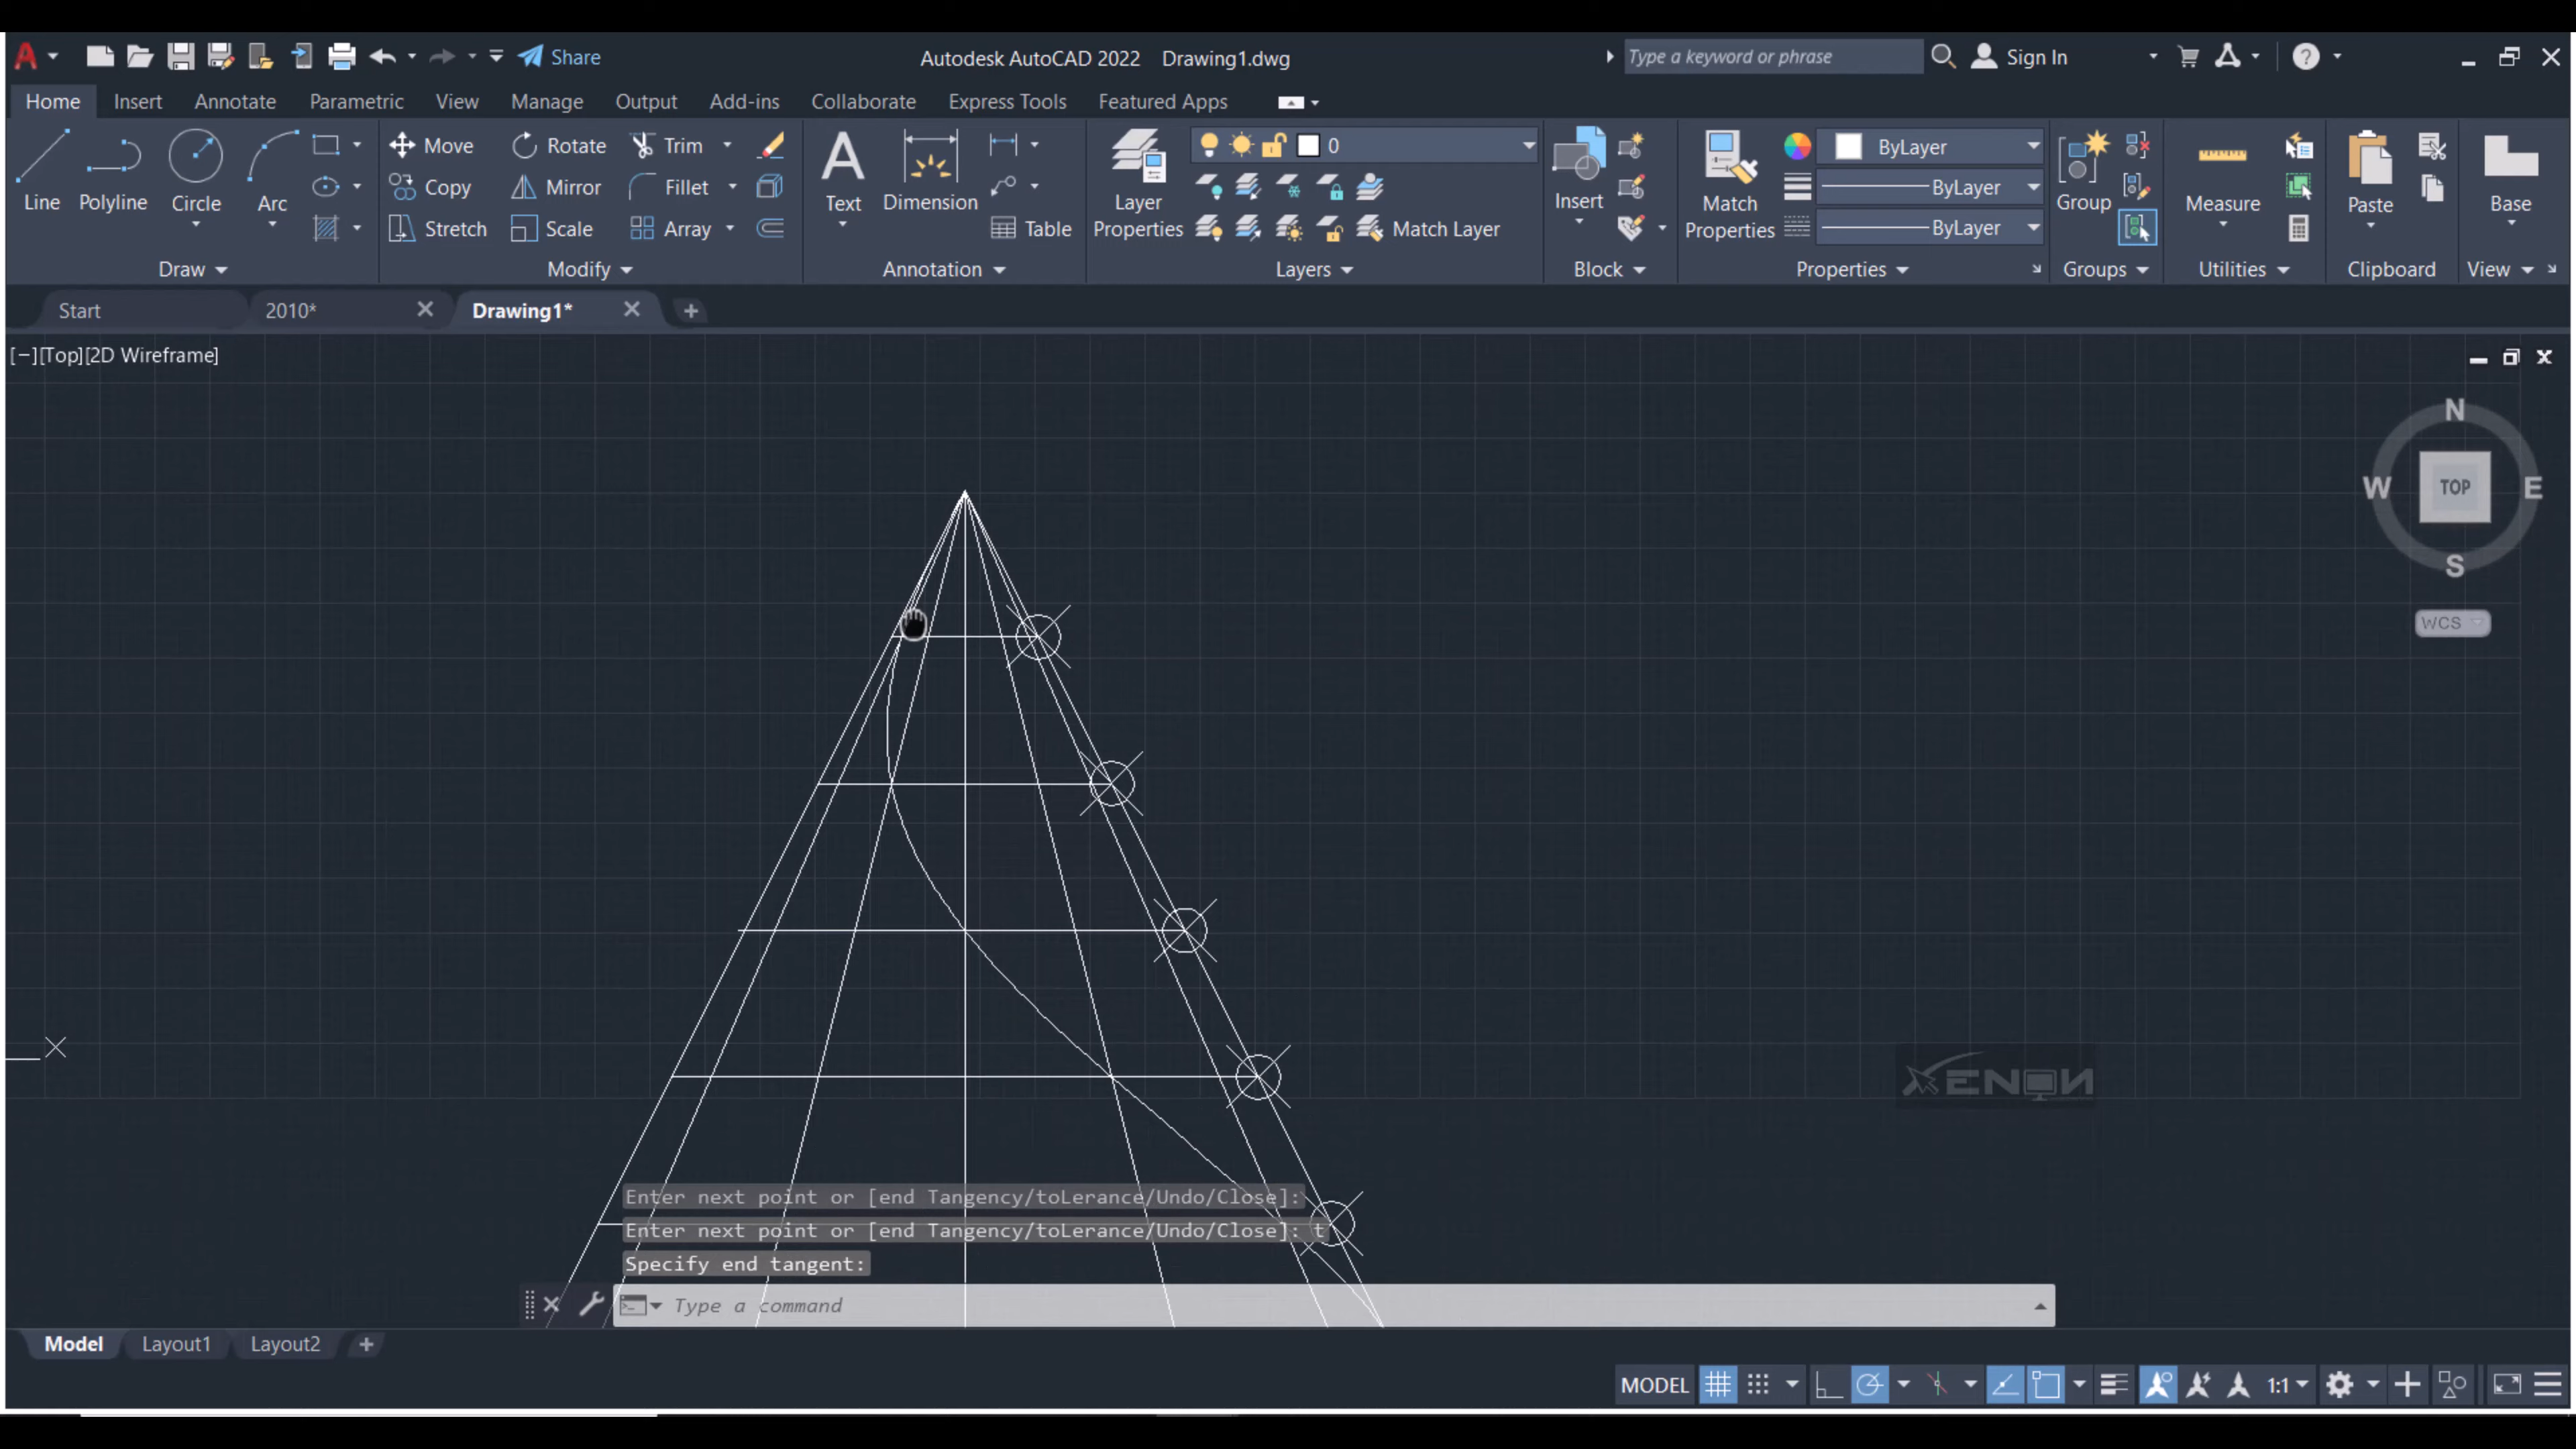 Share
Autodesk AutoCAD 2022 Drawing1.dwg
Type a keyword or phrase
Sign In
Home Insert Annotate Parametric View Manage Output Add-ins Collaborate Express Tools Featured Apps
Line Polyline Circle Arc
Move Rotate Trim
Copy Mirror Fillet
Stretch Scale Array
Text Dimension Table
Layer Properties
0
Match Layer
Insert
Match Properties
ByLayer
ByLayer
ByLayer
Group
Measure
Paste
Base
Draw Modify Annotation Layers Block Properties Groups Utilities Clipboard View
Start 2010* Drawing1*
[−][Top][2D Wireframe]
N
W TOP E
S
WCS
XENON
Enter next point or [end Tangency/toLerance/Undo/Close]:
Enter next point or [end Tangency/toLerance/Undo/Close]: t
Specify end tangent:
Type a command
Model Layout1 Layout2
MODEL 1:1